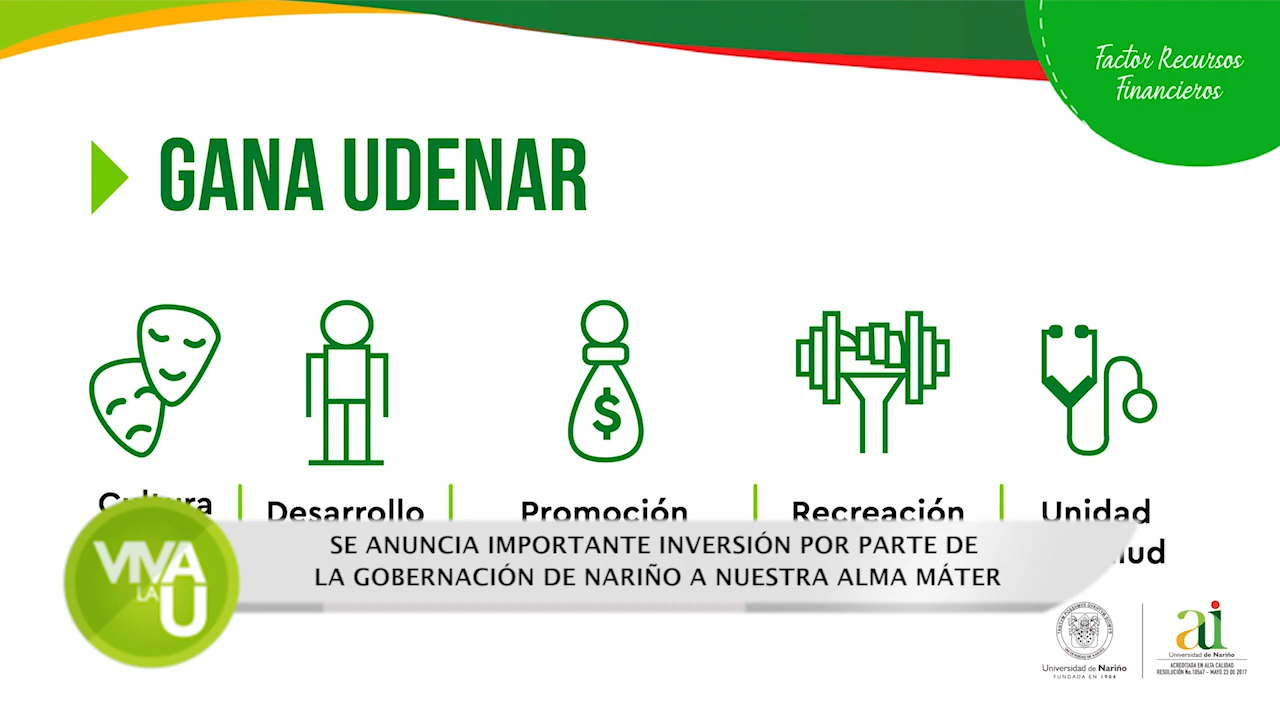 Factor Recursos
Financieros
GANA UDENAR
$
Cultura
Desarrollo
Promoción
Recreación
Unidad
SE ANUNCIA IMPORTANTE INVERSIÓN POR PARTE DE
LA GOBERNACIÓN DE NARIÑO A NUESTRA ALMA MÁTER
VIVA
LA
U
Universidad de Nariño
FUNDADA EN 1904
ai
Universidad de Nariño
ACREDITADA EN ALTA CALIDAD
RESOLUCIÓN No.10567 - MAYO 23 DE 2017